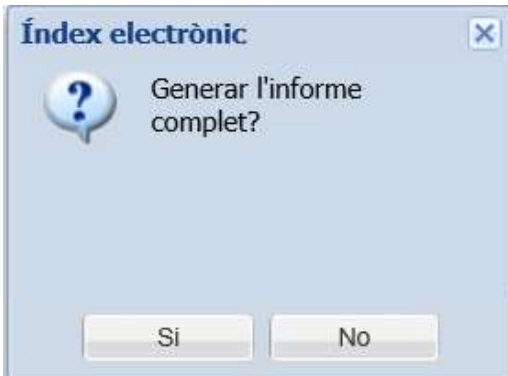 Índex electrònic
Generar l'informe
complet?
Si
No